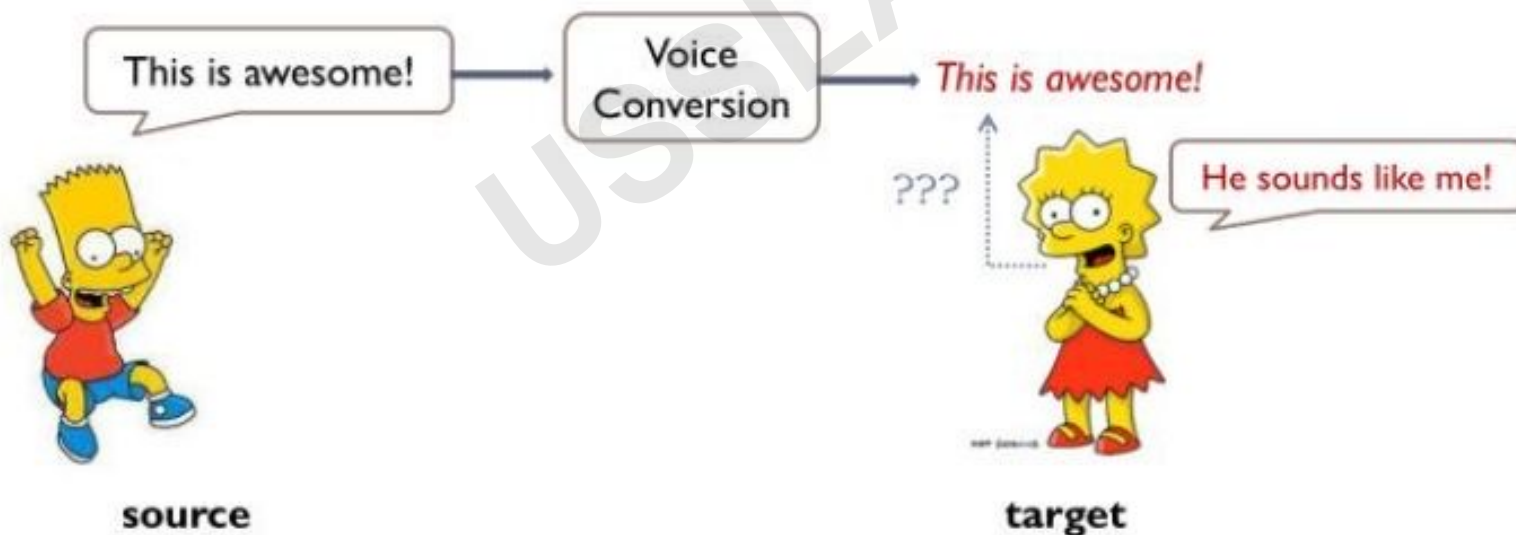 This is awesome!
Voice
Conversion
This is awesome!
???
He sounds like me!
source
target